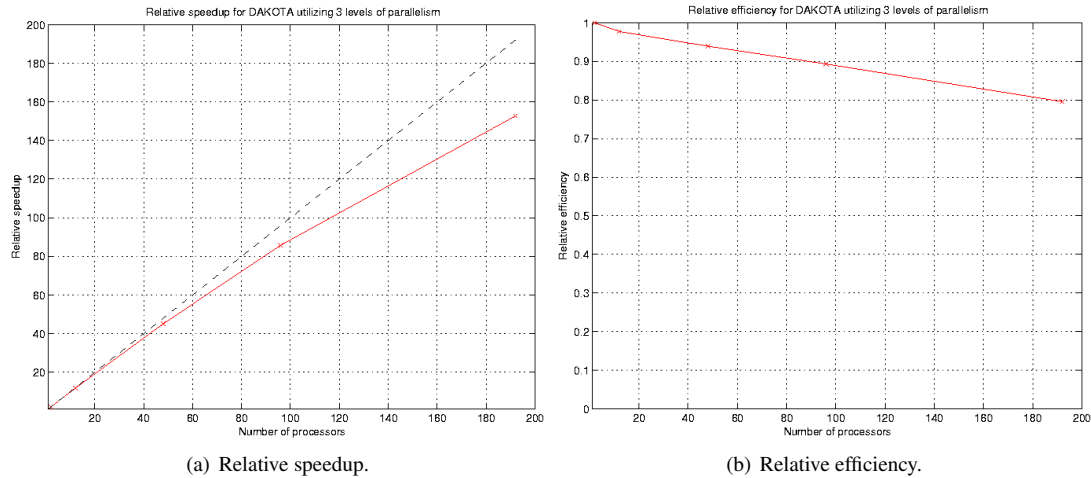 Relative speedup for DAKOTA utilizing 3 levels of parallelism
200
180
160
140
120
100
80
60
40
20
Relative speedup
20 40 60 80 100 120 140 160 180 200
Number of processors
(a) Relative speedup.
Relative efficiency for DAKOTA utilizing 3 levels of parallelism
1
0.9
0.8
0.7
0.6
0.5
0.4
0.3
0.2
0.1
0
Relative efficiency
20 40 60 80 100 120 140 160 180 200
Number of processors
(b) Relative efficiency.